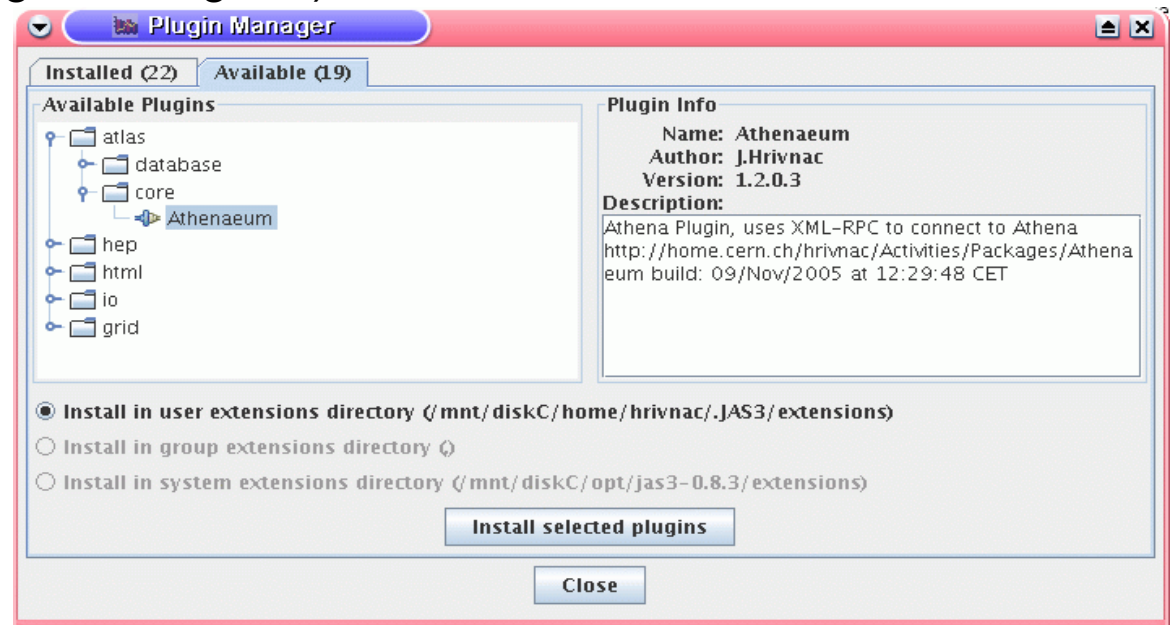 Plugin Manager
Installed (22)
Available (19)
Available Plugins
atlas
database
core
Athenaeum
hep
html
io
grid
Plugin Info
Name: Athenaeum
Author: J.Hrivnac
Version: 1.2.0.3
Description:
Athena Plugin, uses XML-RPC to connect to Athena
http://home.cern.ch/hrivnac/Activities/Packages/Athena
eum build: 09/Nov/2005 at 12:29:48 CET
Install in user extensions directory (/mnt/diskC/home/hrivnac/.JAS3/extensions)
Install in group extensions directory ()
Install in system extensions directory (/mnt/diskC/opt/jas3-0.8.3/extensions)
Install selected plugins
Close